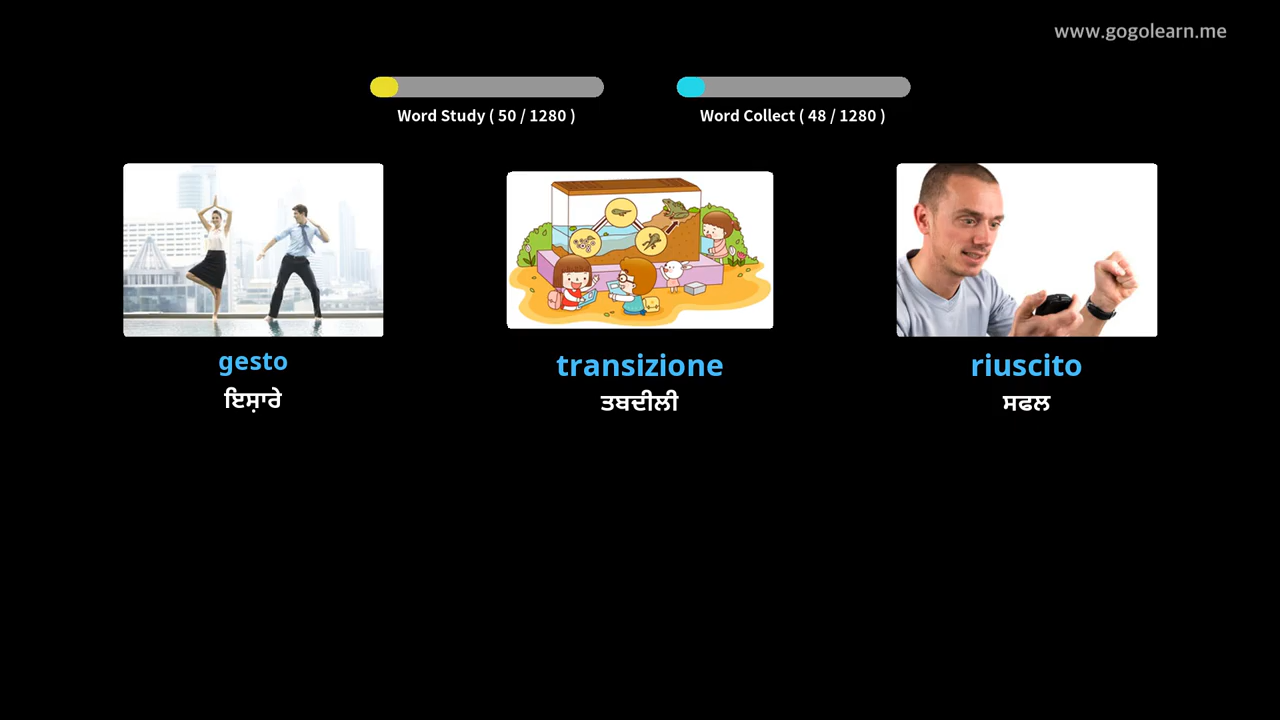 www.gogolearn.me
Word Study ( 50 / 1280 )
Word Collect ( 48 / 1280 )
gesto
transizione
riuscito
ਇਸ਼ਾਰੇ
ਤਬਦੀਲੀ
ਸਫਲ